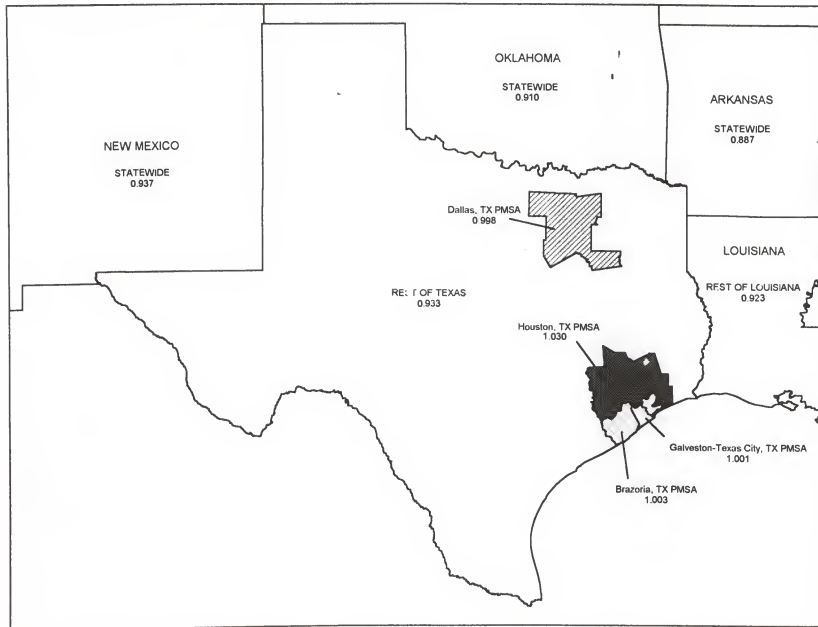 OKLAHOMA
STATEWIDE
0.910
ARKANSAS
STATEWIDE
0.887
NEW MEXICO
STATEWIDE
0.937
Dallas, TX PMSA
0.998
LOUISIANA
REST OF LOUISIANA
0.923
REST OF TEXAS
0.933
Houston, TX PMSA
1.030
Galveston-Texas City, TX PMSA
1.001
Brazoria, TX PMSA
1.003